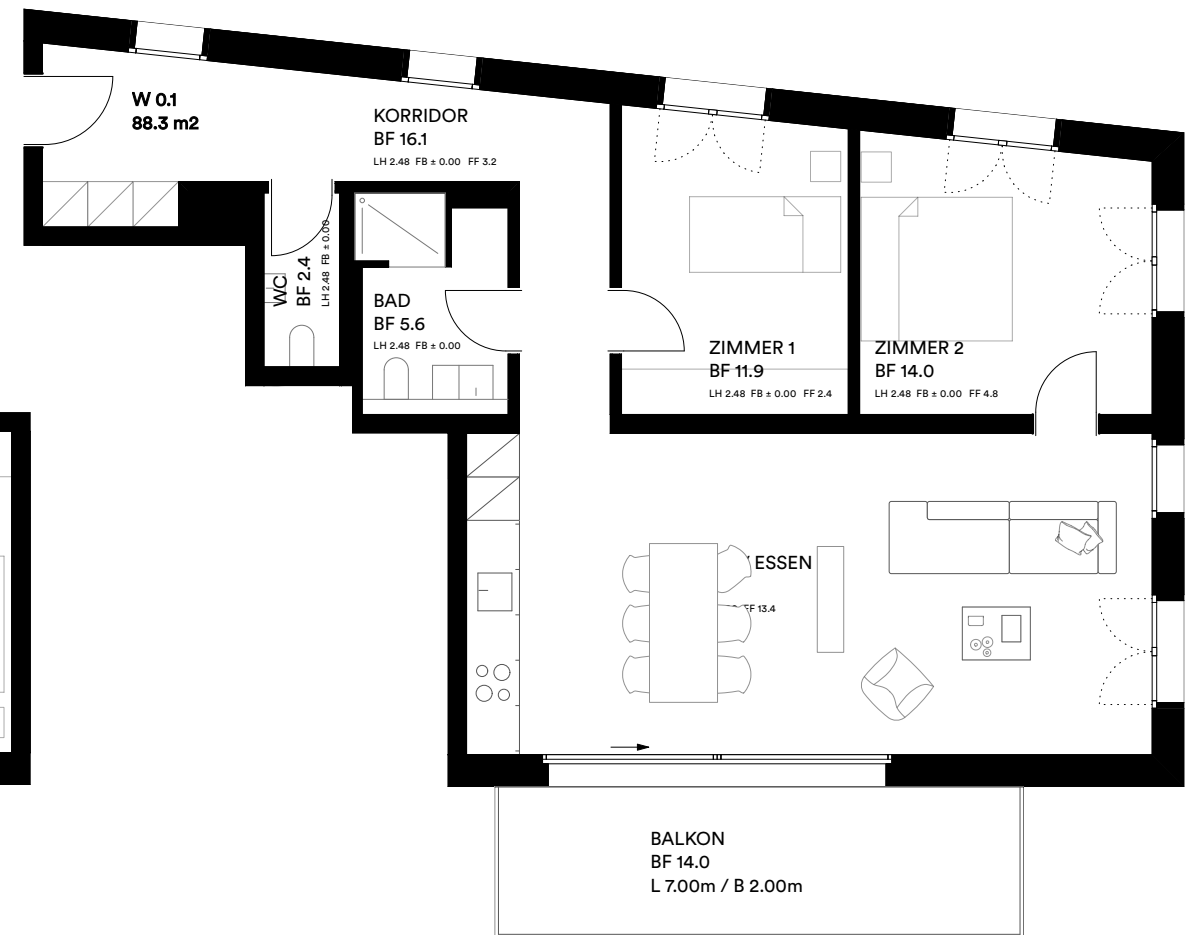 W 0.1
88.3 m2
KORRIDOR
BF 16.1
LH 2.48 FB ± 0.00 FF 3.2
WC
BF 2.4
LH 2.48 FB ± 0.00
BAD
BF 5.6
LH 2.48 FB ± 0.00
ZIMMER 1
BF 11.9
LH 2.48 FB ± 0.00 FF 2.4
ZIMMER 2
BF 14.0
LH 2.48 FB ± 0.00 FF 4.8
/ ESSEN
FF 13.4
BALKON
BF 14.0
L 7.00m / B 2.00m